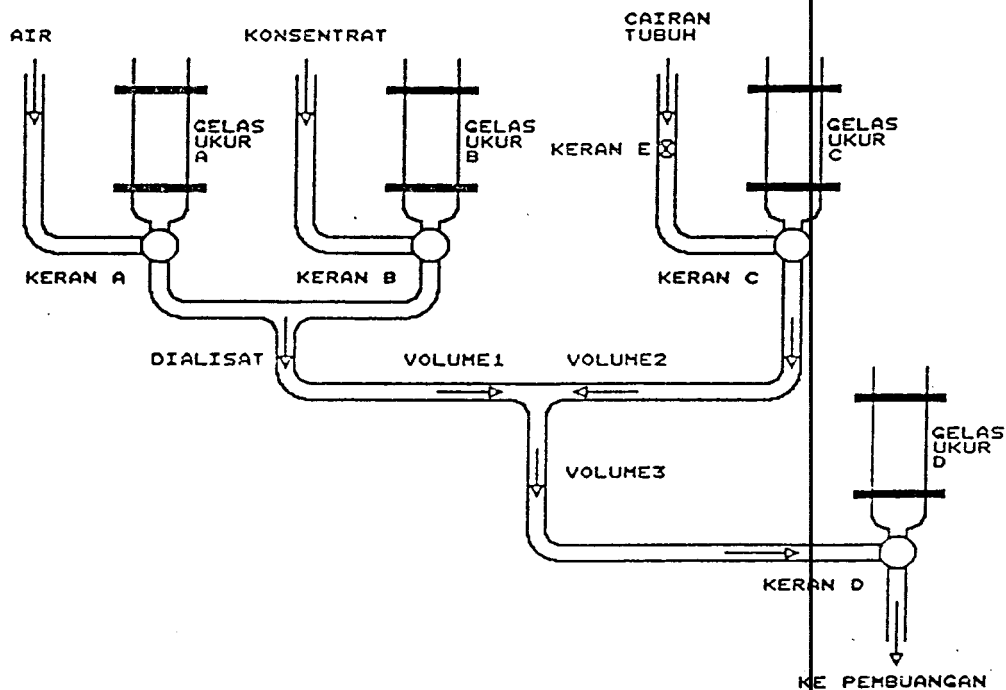 AIR
KONSENTRAT
CAIRAN
TUBUH
GELAS
UKUR
A
GELAS
UKUR
B
KERAN E
GELAS
UKUR
C
KERAN A
KERAN B
KERAN C
DIALISAT
VOLUME1
VOLUME2
GELAS
UKUR
D
VOLUME3
KERAN D
KE PEMBUANGAN